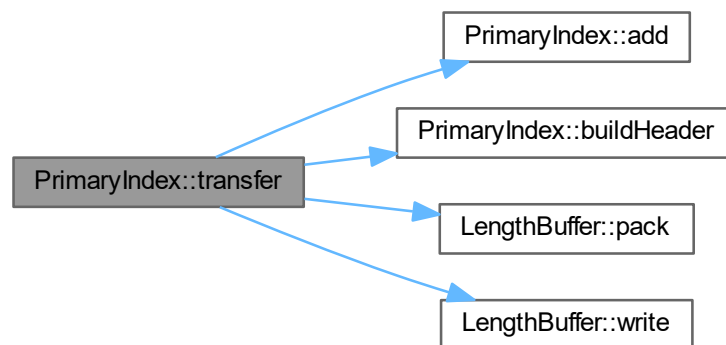 PrimaryIndex::add
PrimaryIndex::buildHeader
PrimaryIndex::transfer
LengthBuffer::pack
LengthBuffer::write